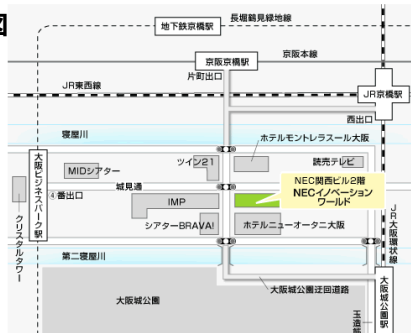 図
長堀鶴見緑地線
地下鉄京橋駅
京阪京橋駅
京阪本線
片町出口
JR東西線
JR京橋駅
西出口
寝屋川
ホテルモントレラスール大阪
ツイン21
読売テレビ
MIDシアター
大阪ビジネスパーク駅
城見通
NEC関西ビル2階
NECイノベーション
ワールド
④番出口
IMP
クリスタルタワー
シアターBRAVA!
ホテルニューオータニ大阪
JR大阪環状線
第二寝屋川
大阪城公園迂回道路
大阪城公園
大阪城公園駅
玉造